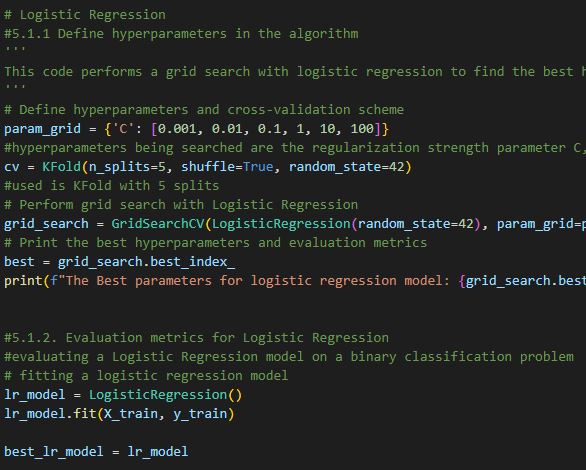 # Logistic Regression
#5.1.1 Define hyperparameters in the algorithm
'''
This code performs a grid search with logistic regression to find the best
'''
# Define hyperparameters and cross-validation scheme
param_grid = {'C': [0.001, 0.01, 0.1, 1, 10, 100]}
#hyperparameters being searched are the regularization strength parameter C,
cv = KFold(n_splits=5, shuffle=True, random_state=42)
#used is KFold with 5 splits
# Perform grid search with Logistic Regression
grid_search = GridSearchCV(LogisticRegression(random_state=42), param_grid=
# Print the best hyperparameters and evaluation metrics
best = grid_search.best_index_
print(f"The Best parameters for logistic regression model: {grid_search.best
#5.1.2. Evaluation metrics for Logistic Regression
#evaluating a Logistic Regression model on a binary classification problem
# fitting a logistic regression model
lr_model = LogisticRegression()
lr_model.fit(X_train, y_train)
best_lr_model = lr_model